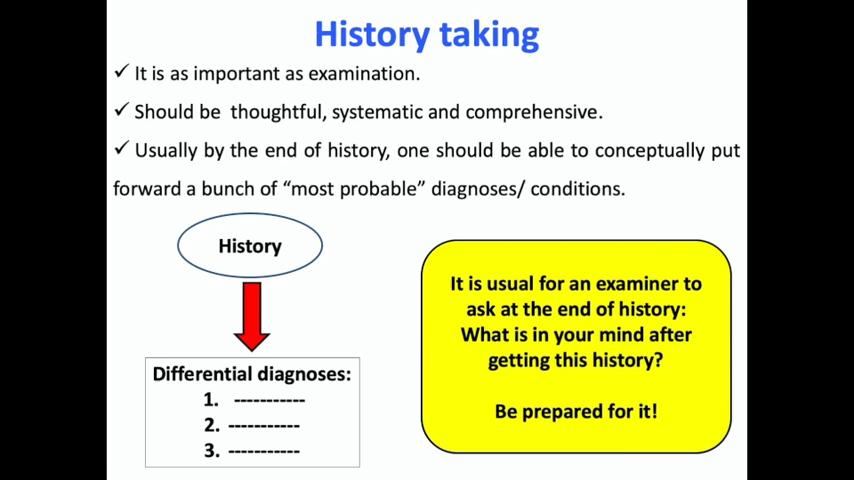 History taking
✓ It is as important as examination.
✓ Should be thoughtful, systematic and comprehensive.
✓ Usually by the end of history, one should be able to conceptually put
forward a bunch of “most probable” diagnoses/ conditions.
History
Differential diagnoses:
1. -----------
2. -----------
3. -----------
It is usual for an examiner to
ask at the end of history:
What is in your mind after
getting this history?
Be prepared for it!